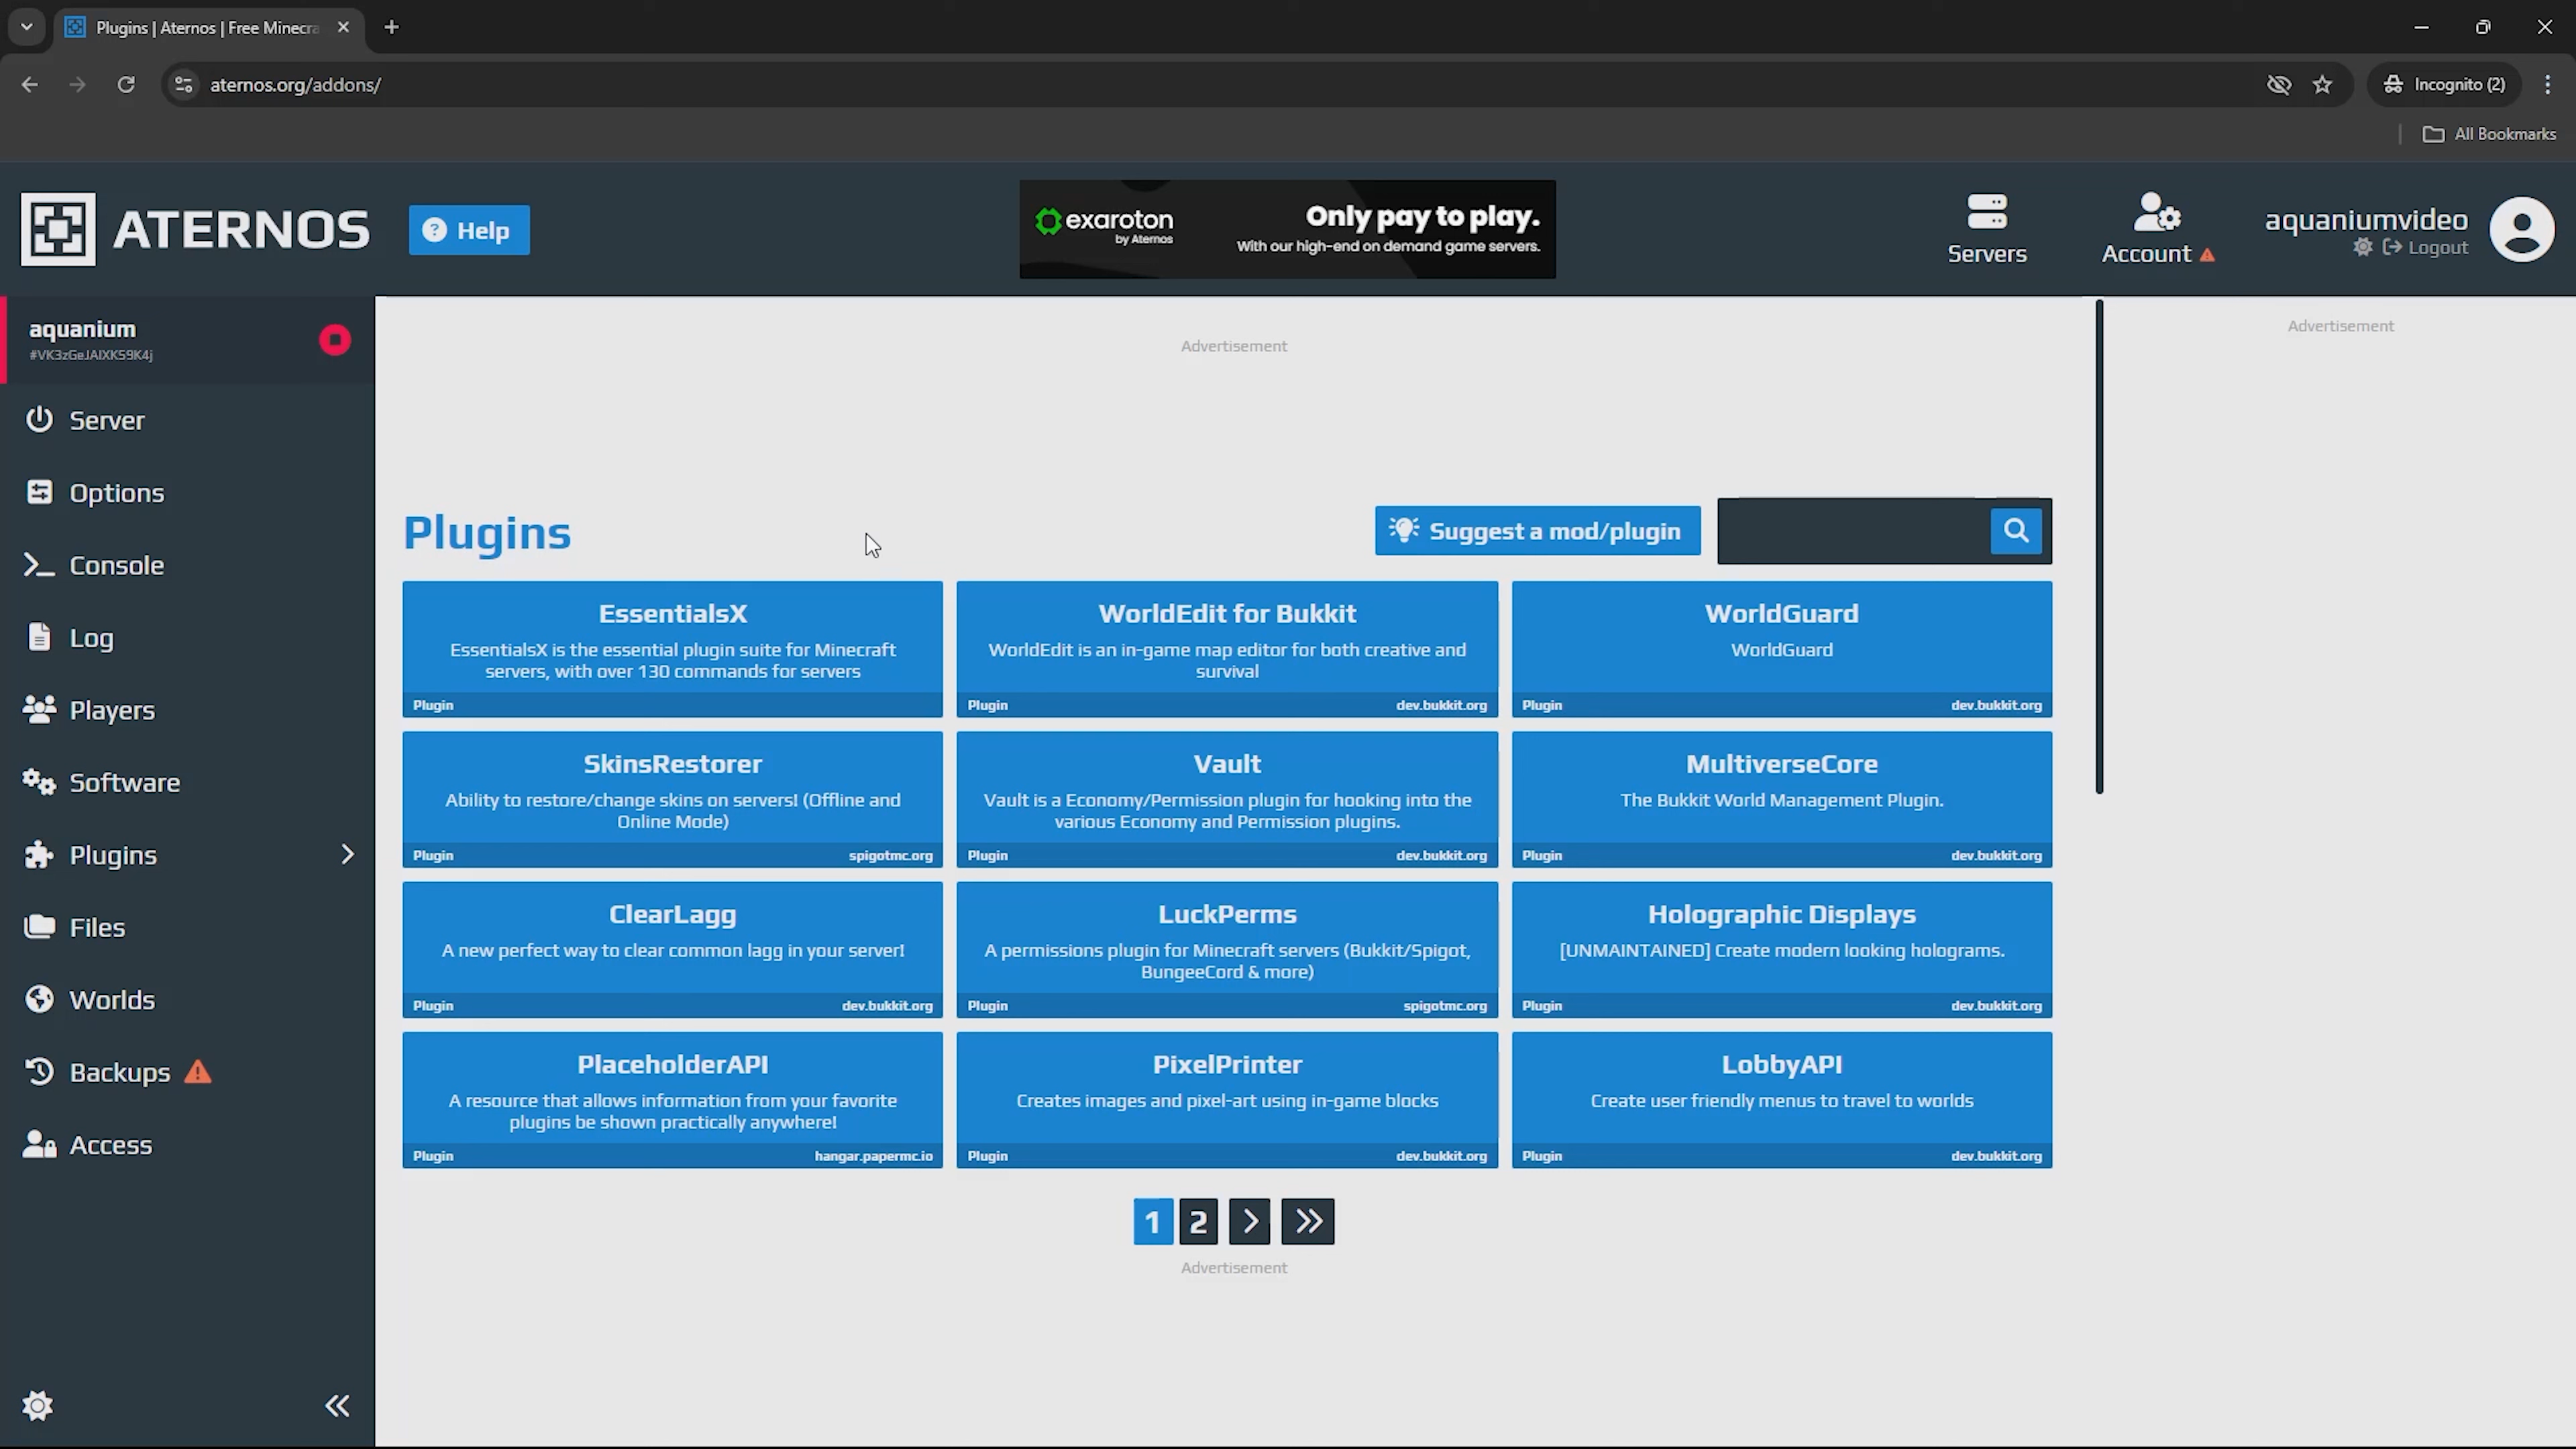 Plugins | Aternos | Free Minecra
aternos.org/addons/
Incognito (2)
All Bookmarks
ATERNOS
Help
exaroton
by Aternos
Only pay to play.
With our high-end on demand game servers.
Servers
Account
aquaniumvideo
Logout
aquanium
#VK3zGeJAIXK59K4j
Server
Options
Console
Log
Players
Software
Plugins
Files
Worlds
Backups
Access
Advertisement
Advertisement
Plugins
Suggest a mod/plugin
EssentialsX
EssentialsX is the essential plugin suite for Minecraft
servers, with over 130 commands for servers
Plugin
WorldEdit for Bukkit
WorldEdit is an in-game map editor for both creative and
survival
Plugin dev.bukkit.org
WorldGuard
WorldGuard
Plugin dev.bukkit.org
SkinsRestorer
Ability to restore/change skins on servers! (Offline and
Online Mode)
Plugin spigotmc.org
Vault
Vault is a Economy/Permission plugin for hooking into the
various Economy and Permission plugins.
Plugin dev.bukkit.org
MultiverseCore
The Bukkit World Management Plugin.
Plugin dev.bukkit.org
ClearLagg
A new perfect way to clear common lagg in your server!
Plugin dev.bukkit.org
LuckPerms
A permissions plugin for Minecraft servers (Bukkit/Spigot,
BungeeCord & more)
Plugin spigotmc.org
Holographic Displays
[UNMAINTAINED] Create modern looking holograms.
Plugin dev.bukkit.org
PlaceholderAPI
A resource that allows information from your favorite
plugins be shown practically anywhere!
Plugin hangar.papermc.io
PixelPrinter
Creates images and pixel-art using in-game blocks
Plugin dev.bukkit.org
LobbyAPI
Create user friendly menus to travel to worlds
Plugin dev.bukkit.org
1 2
Advertisement